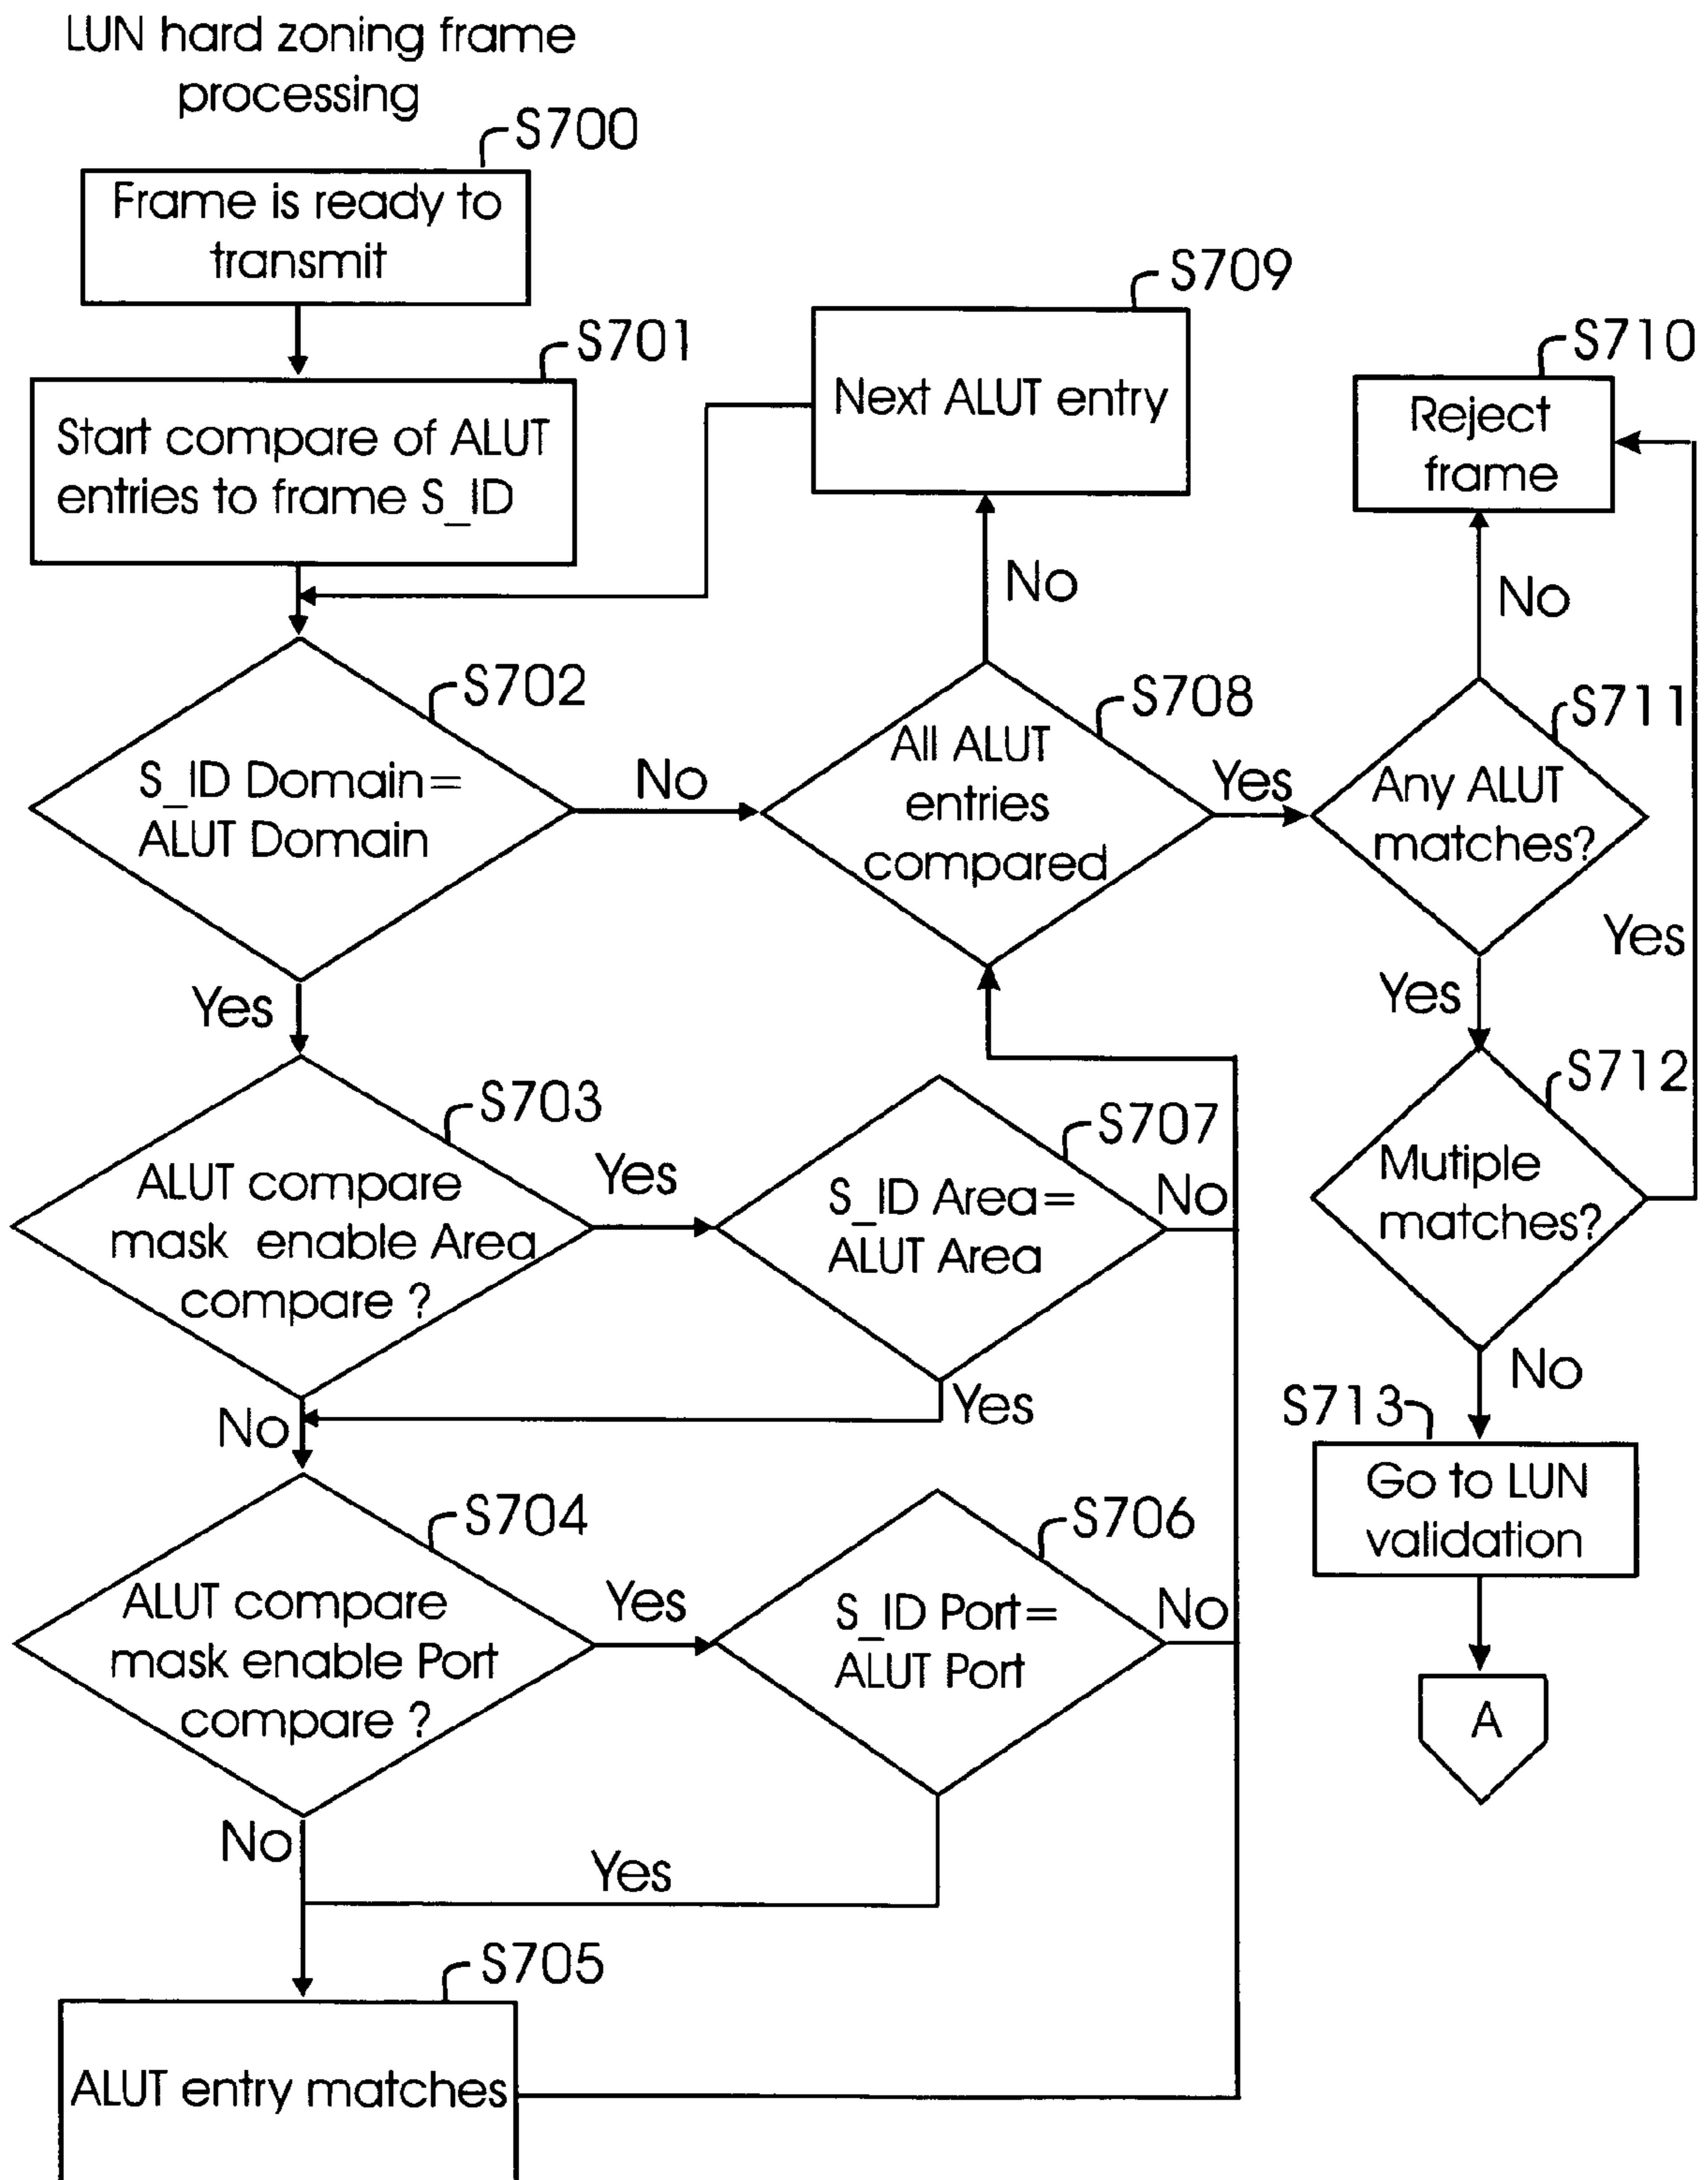 LUN hard zoning frame
processing
S700
Frame is ready to
transmit
S701
Start compare of ALUT
entries to frame S_ID
S709
Next ALUT entry
S710
Reject
frame
No
No
S702
S_ID Domain=
ALUT Domain
No
S708
All ALUT
entries
compared
Yes
S711
Any ALUT
matches?
Yes
Yes
Yes
S703
ALUT compare
mask enable Area
compare ?
Yes
S707
S_ID Area=
ALUT Area
No
S712
Mutiple
matches?
No
Yes
No
S713
Go to LUN
validation
S704
ALUT compare
mask enable Port
compare ?
Yes
S706
S_ID Port=
ALUT Port
No
A
No
Yes
S705
ALUT entry matches